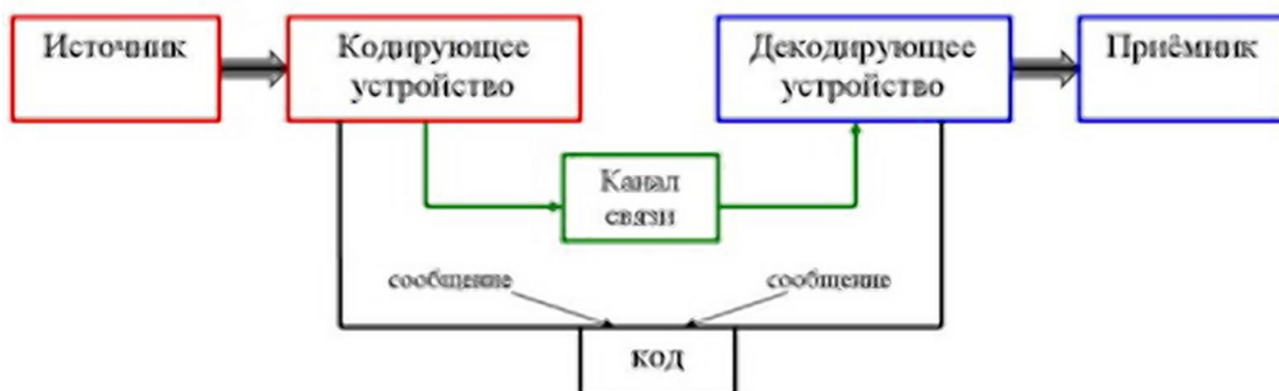 Источник
Кодирующее
устройство
Декодирующее
устройство
Приёмник
Канал
связи
сообщение
сообщение
код